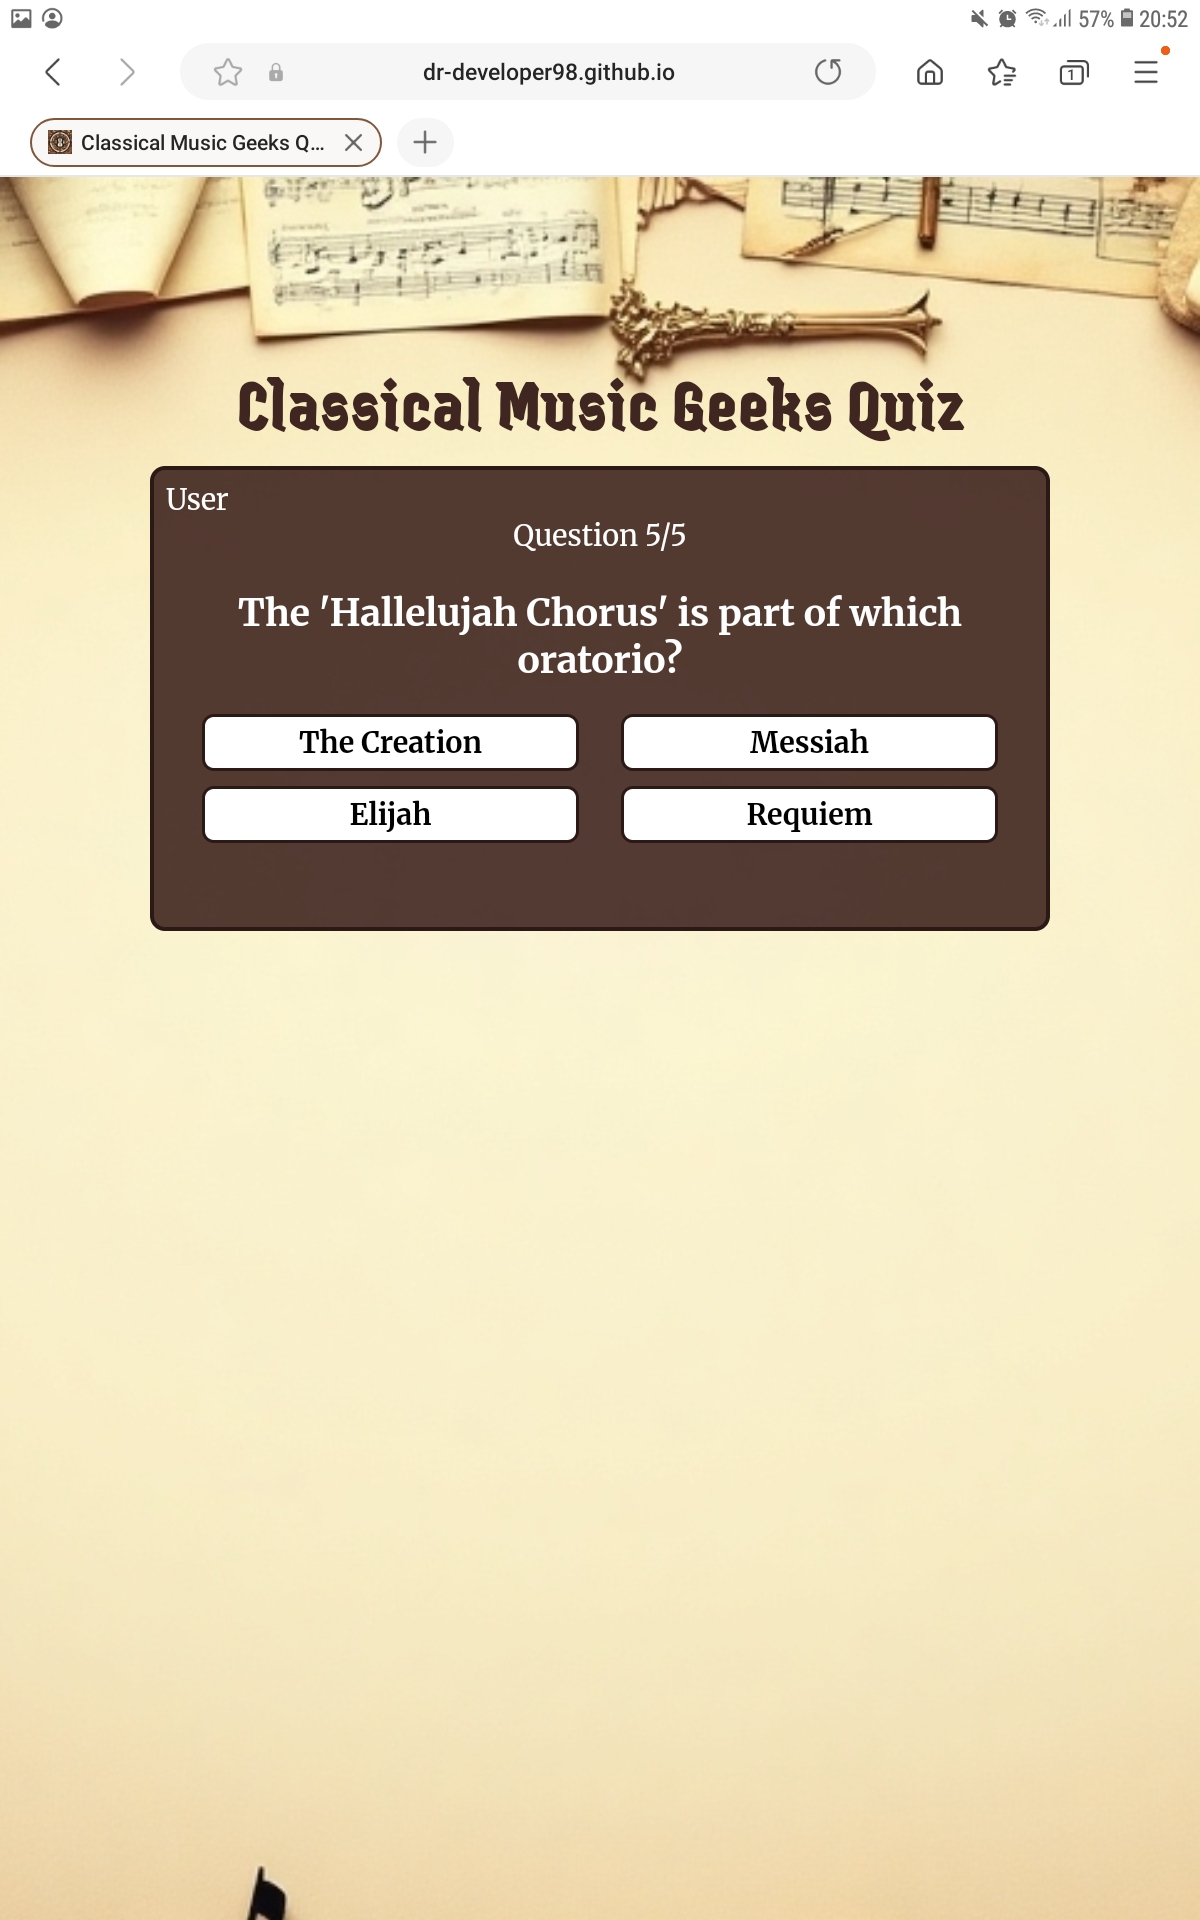 57% 20:52
dr-developer98.github.io
1
Classical Music Geeks Q...
Classical Music Geeks Quiz
User
Question 5/5
The 'Hallelujah Chorus' is part of which
oratorio?
The Creation
Messiah
Elijah
Requiem